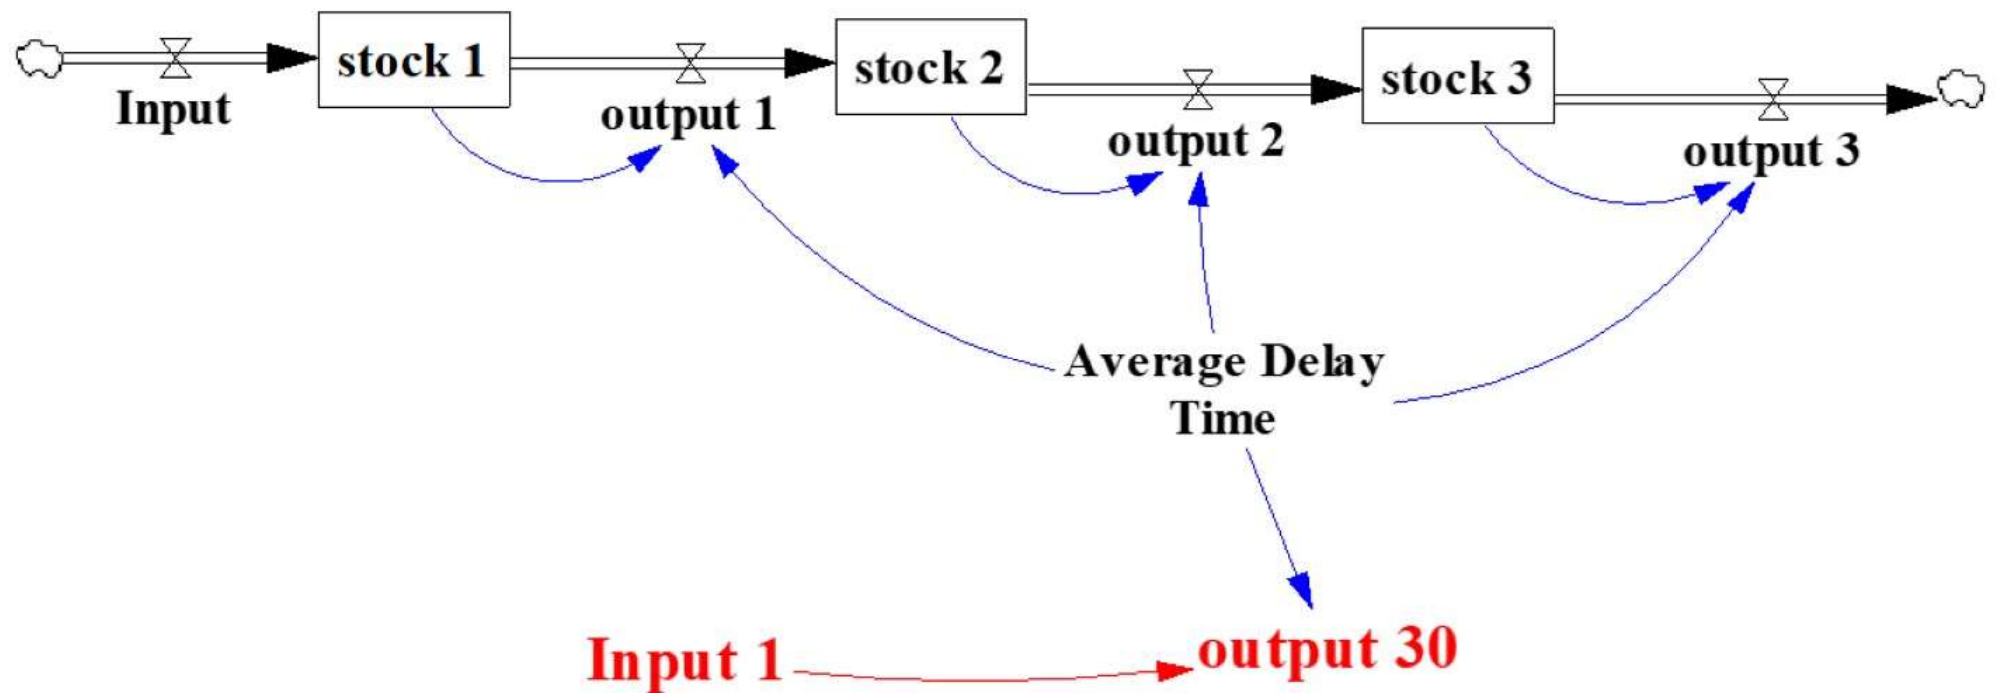 stock 1
stock 2
stock 3
Input
output 1
output 2
output 3
Average Delay
Time
Input 1
output 30